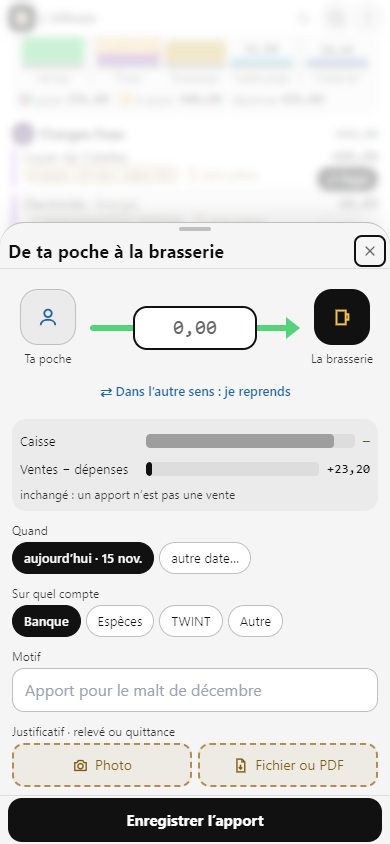 De ta poche à la brasserie
0,00
Ta poche
La brasserie
⇄ Dans l’autre sens : je reprends
Caisse
–
Ventes − dépenses
+23,20
inchangé : un apport n’est pas une vente
Quand
aujourd’hui · 15 nov.
autre date…
Sur quel compte
Banque
Espèces
TWINT
Autre
Motif
Apport pour le malt de décembre
Justificatif · relevé ou quittance
Photo
Fichier ou PDF
Enregistrer l’apport